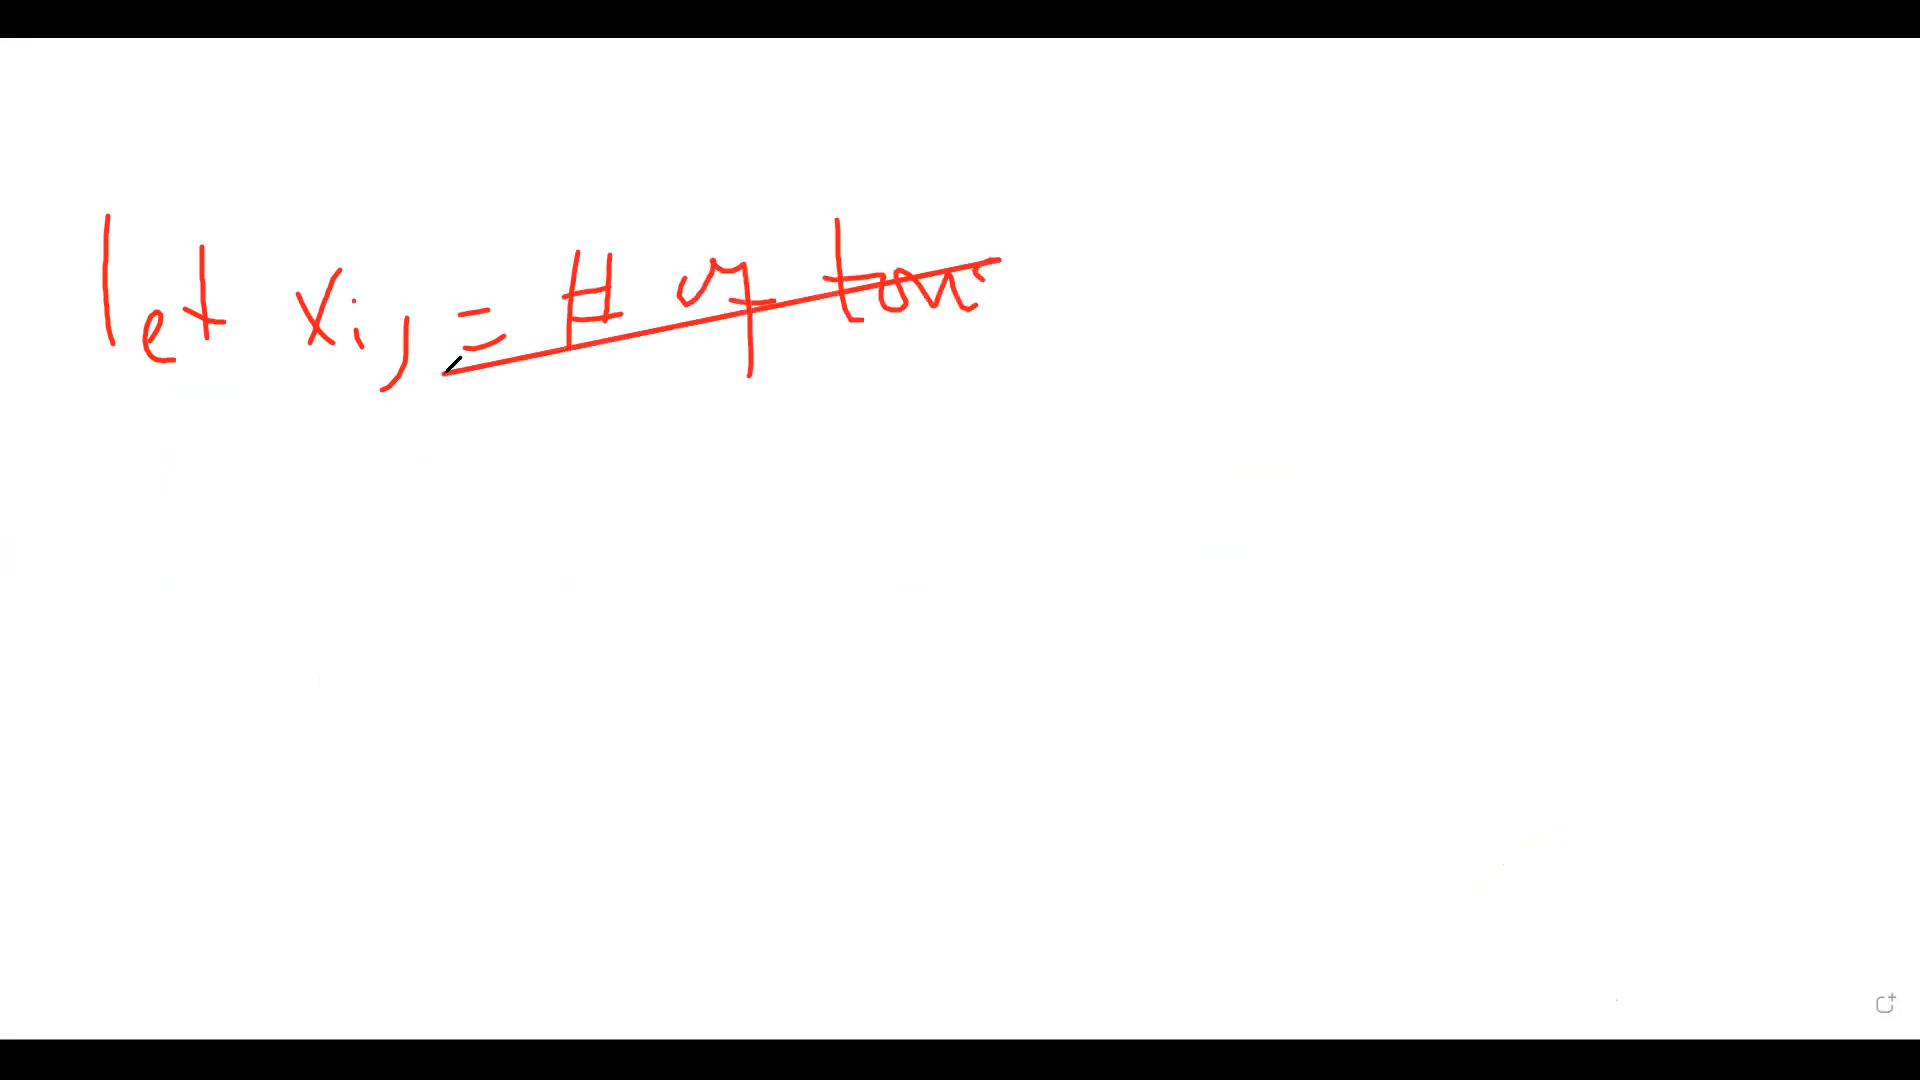 let xij = # of tons